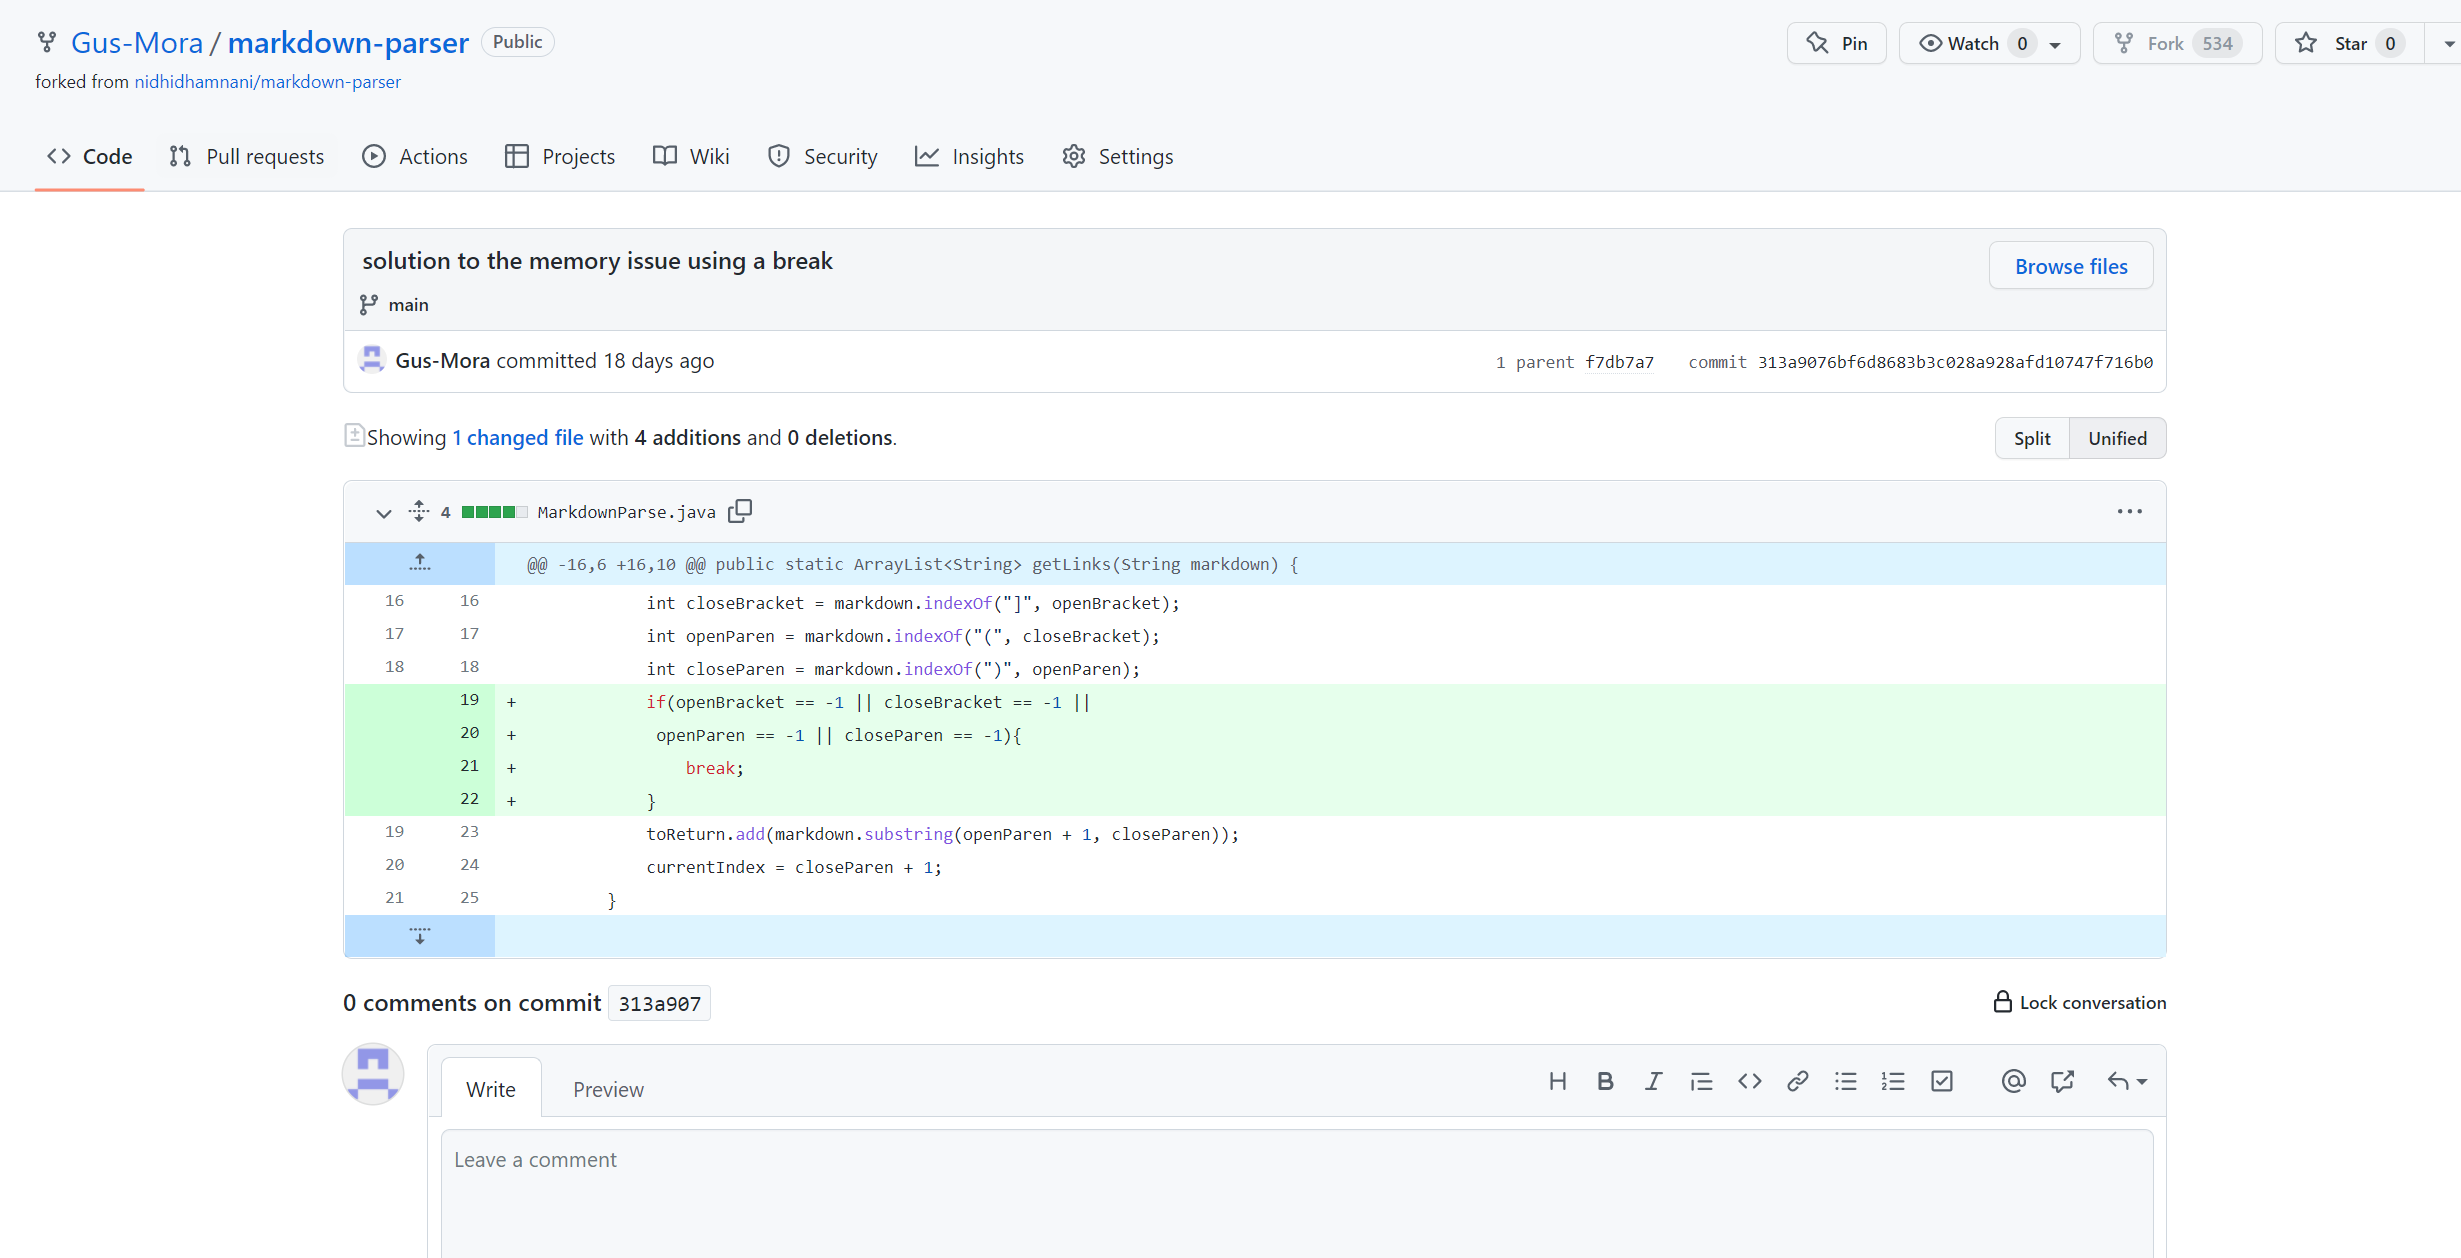 Gus-Mora / markdown-parser Public
Pin
Watch 0
Fork 534
Star 0
forked from nidhidhamnani/markdown-parser
Code
Pull requests
Actions
Projects
Wiki
Security
Insights
Settings
solution to the memory issue using a break
Browse files
main
Gus-Mora committed 18 days ago
1 parent f7db7a7 commit 313a9076bf6d8683b3c028a928afd10747f716b0
Showing 1 changed file with 4 additions and 0 deletions.
Split
Unified
4 MarkdownParse.java
@@ -16,6 +16,10 @@ public static ArrayList<String> getLinks(String markdown) {
16 16 int closeBracket = markdown.indexOf("]", openBracket);
17 17 int openParen = markdown.indexOf("(", closeBracket);
18 18 int closeParen = markdown.indexOf(")", openParen);
19 + if(openBracket == -1 || closeBracket == -1 ||
20 + openParen == -1 || closeParen == -1){
21 + break;
22 + }
19 23 toReturn.add(markdown.substring(openParen + 1, closeParen));
20 24 currentIndex = closeParen + 1;
21 25 }
0 comments on commit 313a907
Lock conversation
Write
Preview
Leave a comment